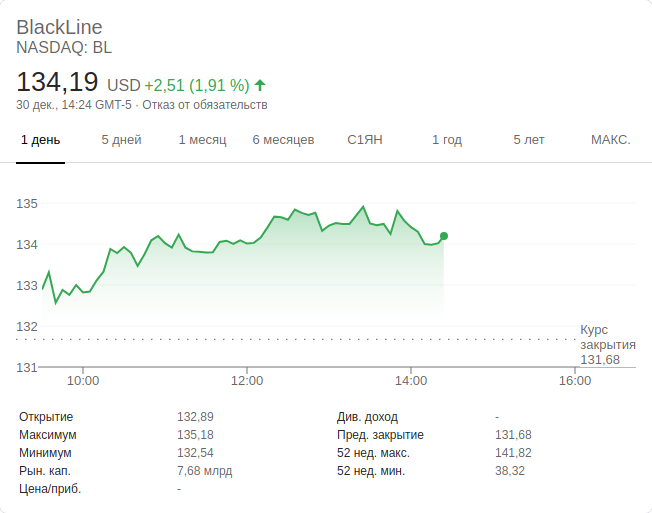 BlackLine
NASDAQ: BL
134,19 USD +2,51 (1,91 %)
30 дек., 14:24 GMT-5 · Отказ от обязательств
1 день 5 дней 1 месяц 6 месяцев С1ЯН 1 год 5 лет МАКС.
135
134
133
132
131
Курс
закрытия
131,68
10:00 12:00 14:00 16:00
Открытие 132,89 Див. доход -
Максимум 135,18 Пред. закрытие 131,68
Минимум 132,54 52 нед. макс. 141,82
Рын. кап. 7,68 млрд 52 нед. мин. 38,32
Цена/приб. -